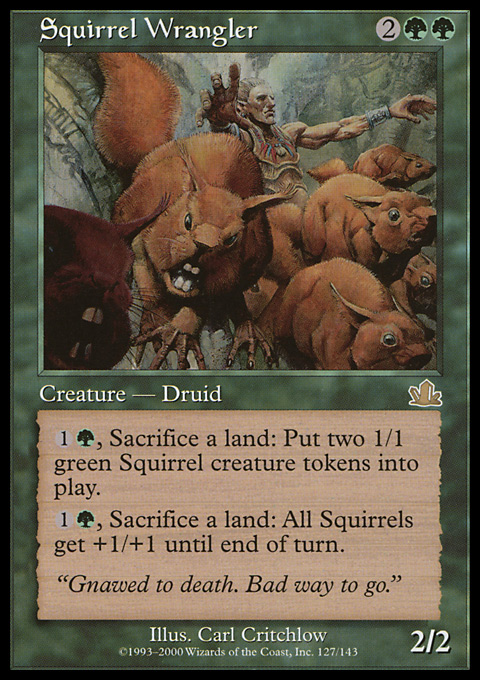 Squirrel Wrangler 2
Creature — Druid
1 , Sacrifice a land: Put two 1/1
green Squirrel creature tokens into
play.
1 , Sacrifice a land: All Squirrels
get +1/+1 until end of turn.
“Gnawed to death. Bad way to go.”
Illus. Carl Critchlow
2/2
©1993–2000 Wizards of the Coast, Inc. 127/143